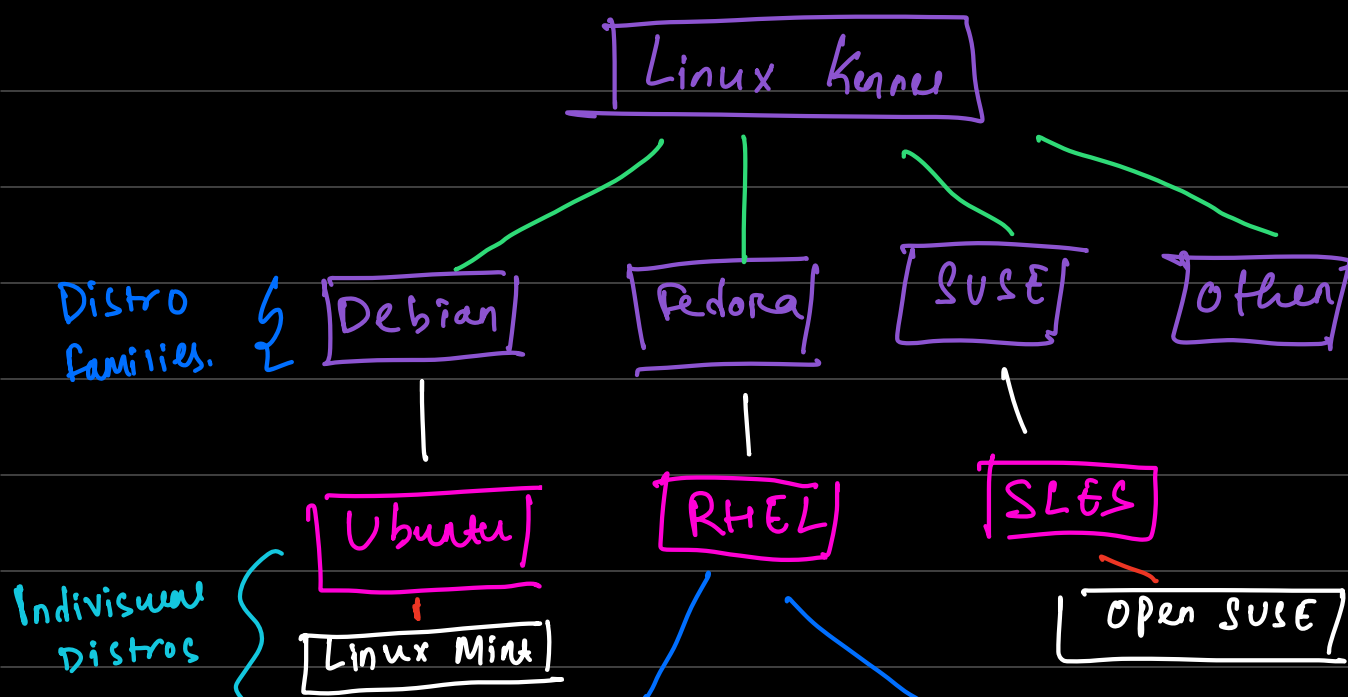 Linux Kernel
Distro
families.
Debian
Fedora
SUSE
Other
Ubuntu
RHEL
SLES
Indivisual
Distros
Linux Mint
Open SUSE